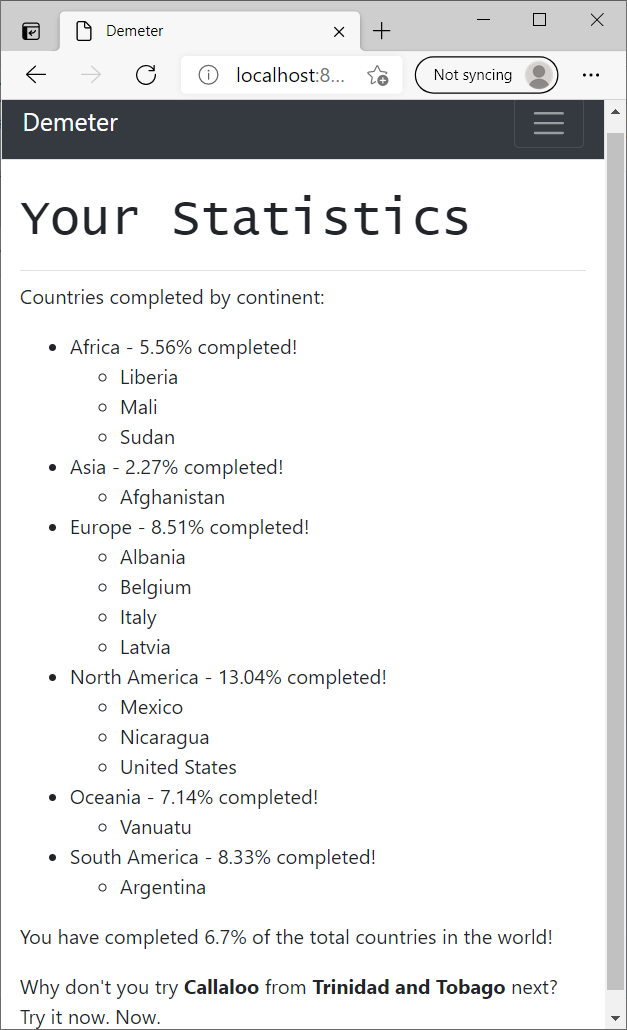 Demeter
localhost:8... Not syncing
Demeter
Your Statistics
Countries completed by continent:
Africa - 5.56% completed!
Liberia
Mali
Sudan
Asia - 2.27% completed!
Afghanistan
Europe - 8.51% completed!
Albania
Belgium
Italy
Latvia
North America - 13.04% completed!
Mexico
Nicaragua
United States
Oceania - 7.14% completed!
Vanuatu
South America - 8.33% completed!
Argentina
You have completed 6.7% of the total countries in the world!
Why don't you try Callaloo from Trinidad and Tobago next?
Try it now. Now.